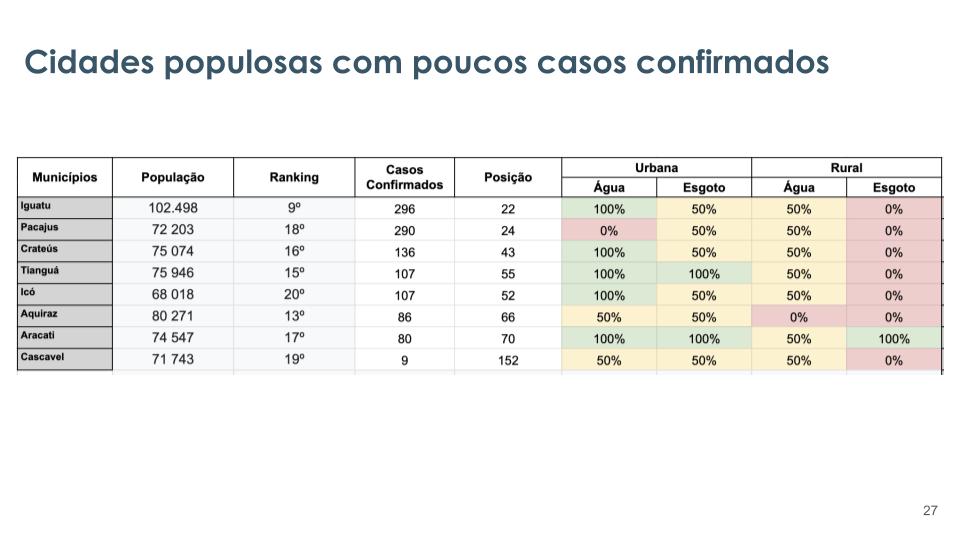 Cidades populosas com poucos casos confirmados
Municípios População Ranking Casos Confirmados Posição Urbana Rural
Água Esgoto Água Esgoto
Iguatu 102.498 9º 296 22 100% 50% 50% 0%
Pacajus 72 203 18º 290 24 0% 50% 50% 0%
Crateús 75 074 16º 136 43 100% 50% 50% 0%
Tianguá 75 946 15º 107 55 100% 100% 50% 0%
Icó 68 018 20º 107 52 100% 50% 50% 0%
Aquiraz 80 271 13º 86 66 50% 50% 0% 0%
Aracati 74 547 17º 80 70 100% 100% 50% 100%
Cascavel 71 743 19º 9 152 50% 50% 50% 0%
27